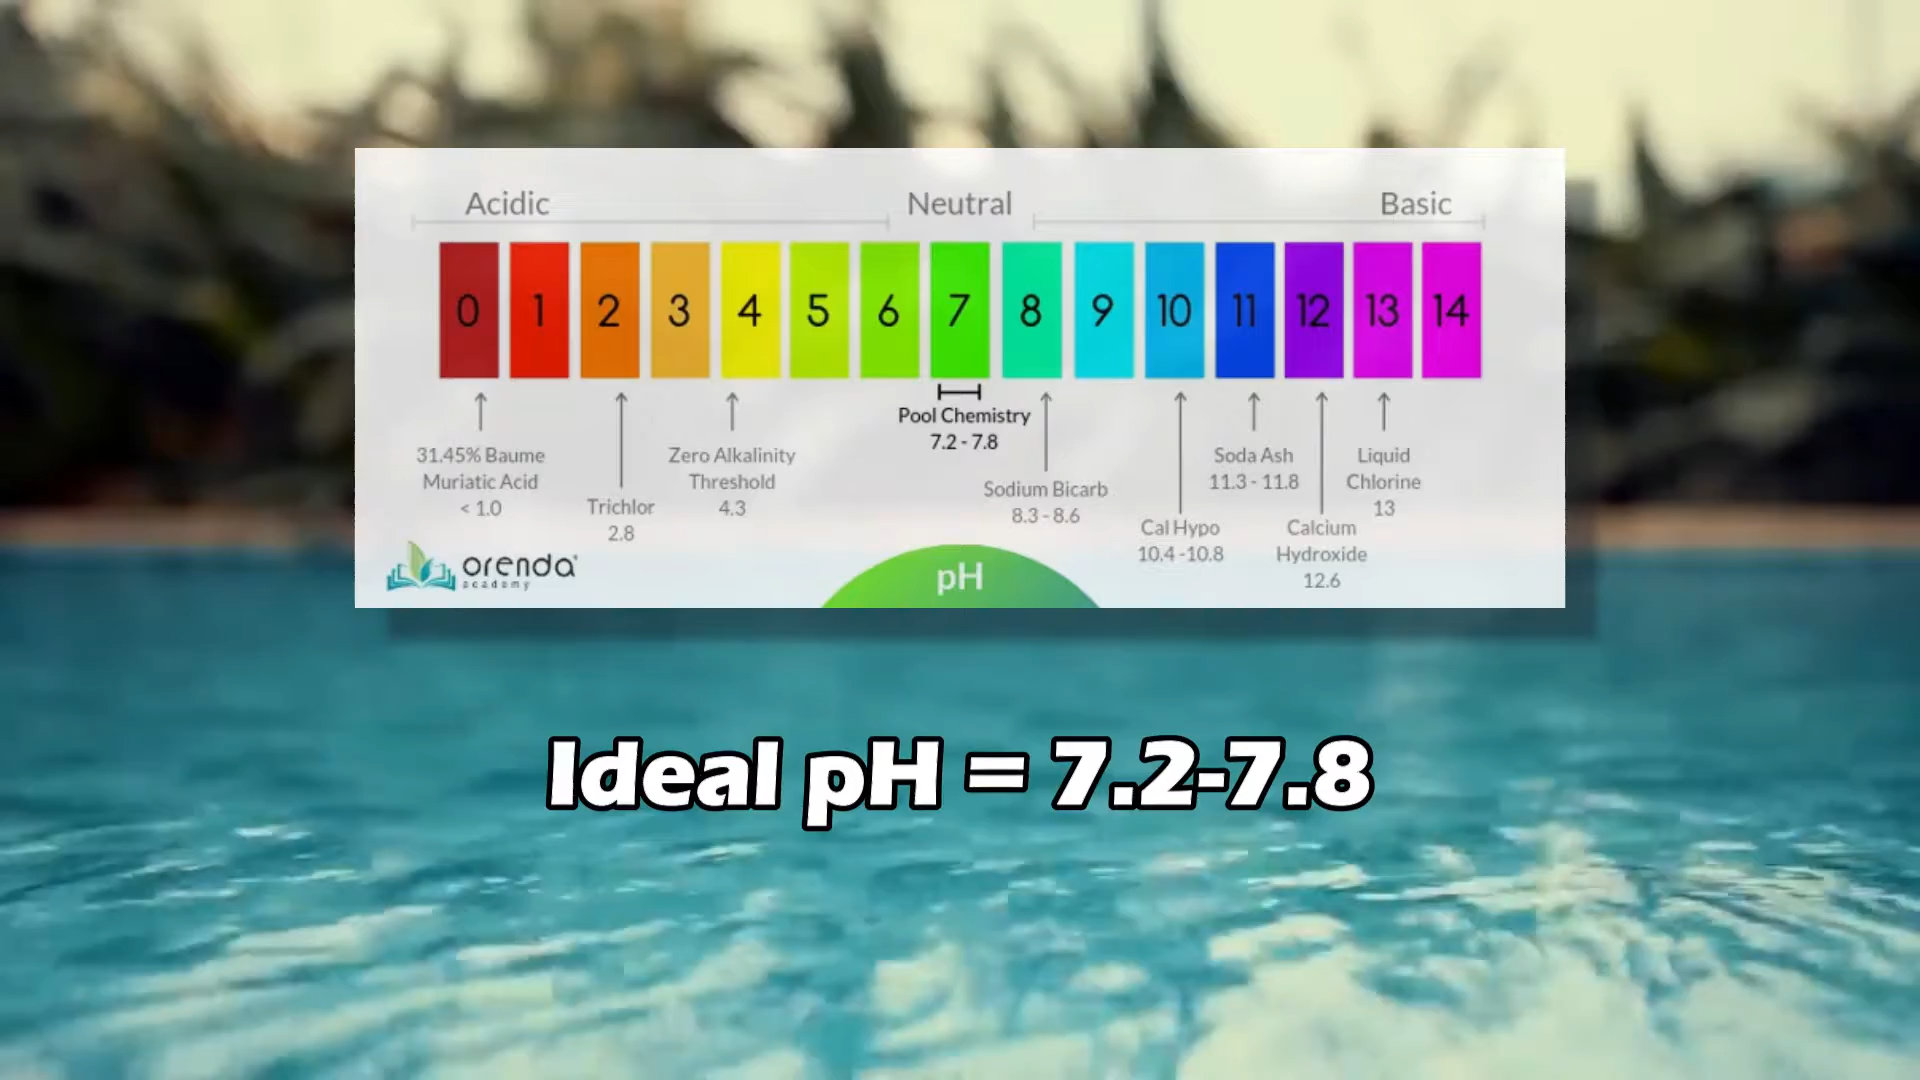 Acidic Neutral Basic
0 1 2 3 4 5 6 7 8 9 10 11 12 13 14
31.45% Baume
Muriatic Acid
< 1.0
Trichlor
2.8
Zero Alkalinity
Threshold
4.3
Pool Chemistry
7.2 - 7.8
Sodium Bicarb
8.3 - 8.6
Cal Hypo
10.4 -10.8
Soda Ash
11.3 - 11.8
Calcium
Hydroxide
12.6
Liquid
Chlorine
13
orenda
academy
pH
Ideal pH = 7.2-7.8